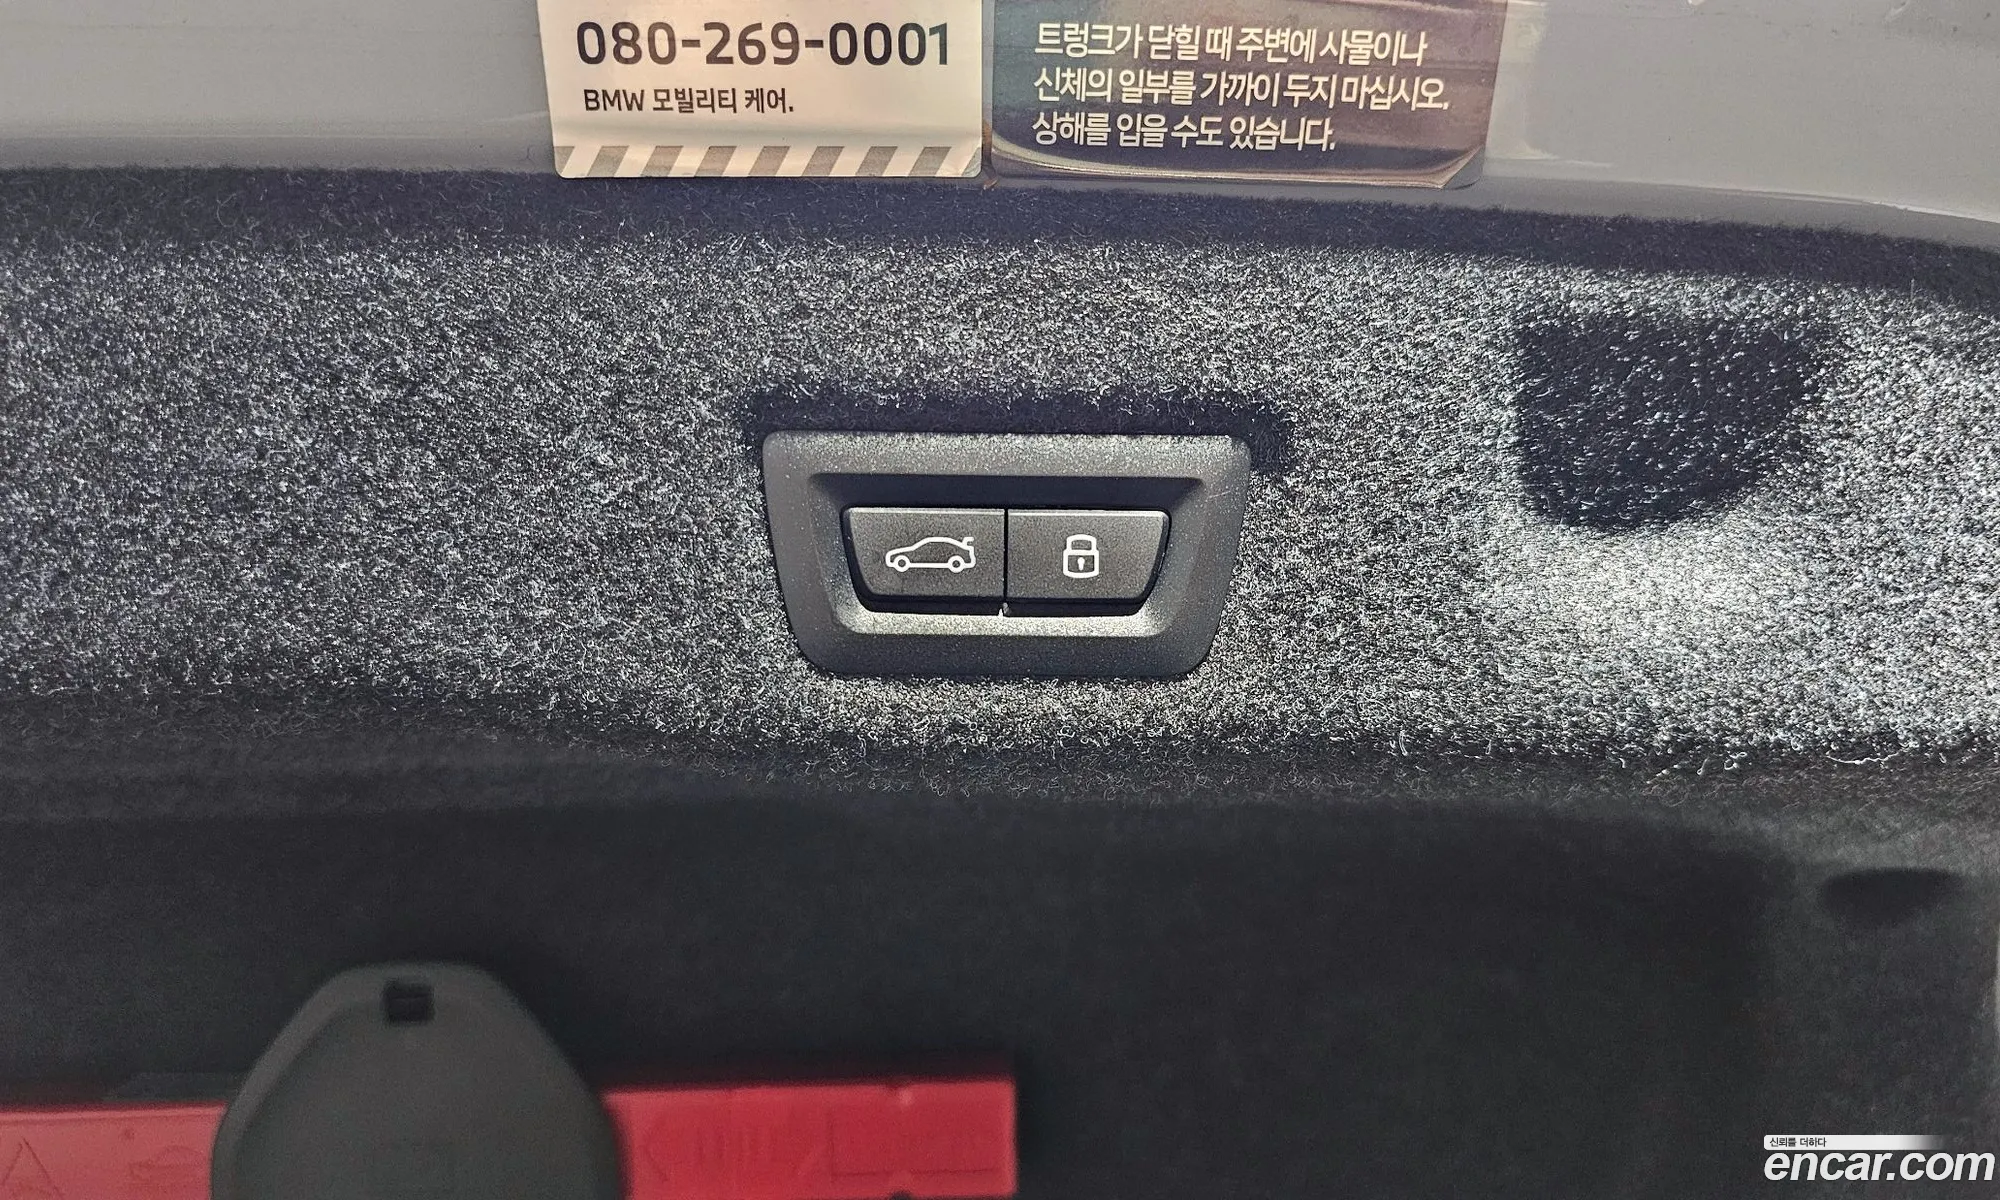 080-269-0001
BMW 모빌리티 케어.
트렁크가 닫힐 때 주변에 사물이나
신체의 일부를 가까이 두지 마십시오.
상해를 입을 수도 있습니다.
신뢰를 더하다
encar.com